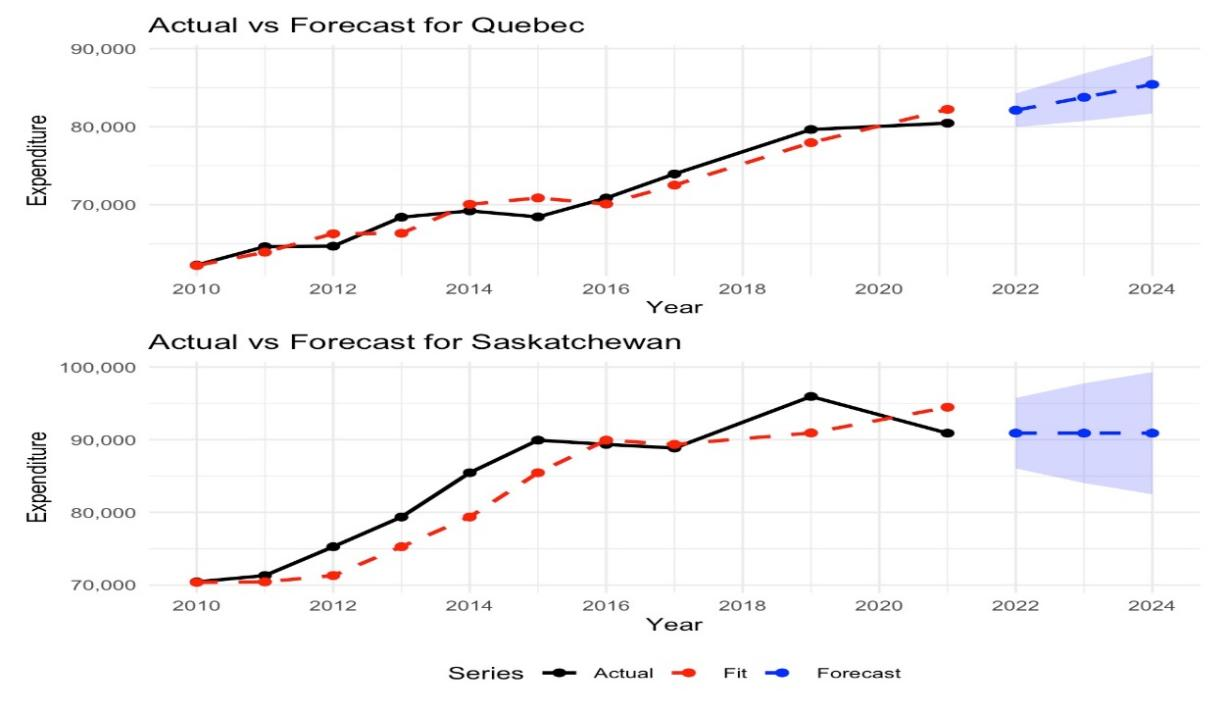 Actual vs Forecast for Quebec
90,000
80,000
70,000
Expenditure
2010 2012 2014 2016 2018 2020 2022 2024
Year
Actual vs Forecast for Saskatchewan
100,000
90,000
80,000
70,000
Expenditure
2010 2012 2014 2016 2018 2020 2022 2024
Year
Series Actual Fit Forecast